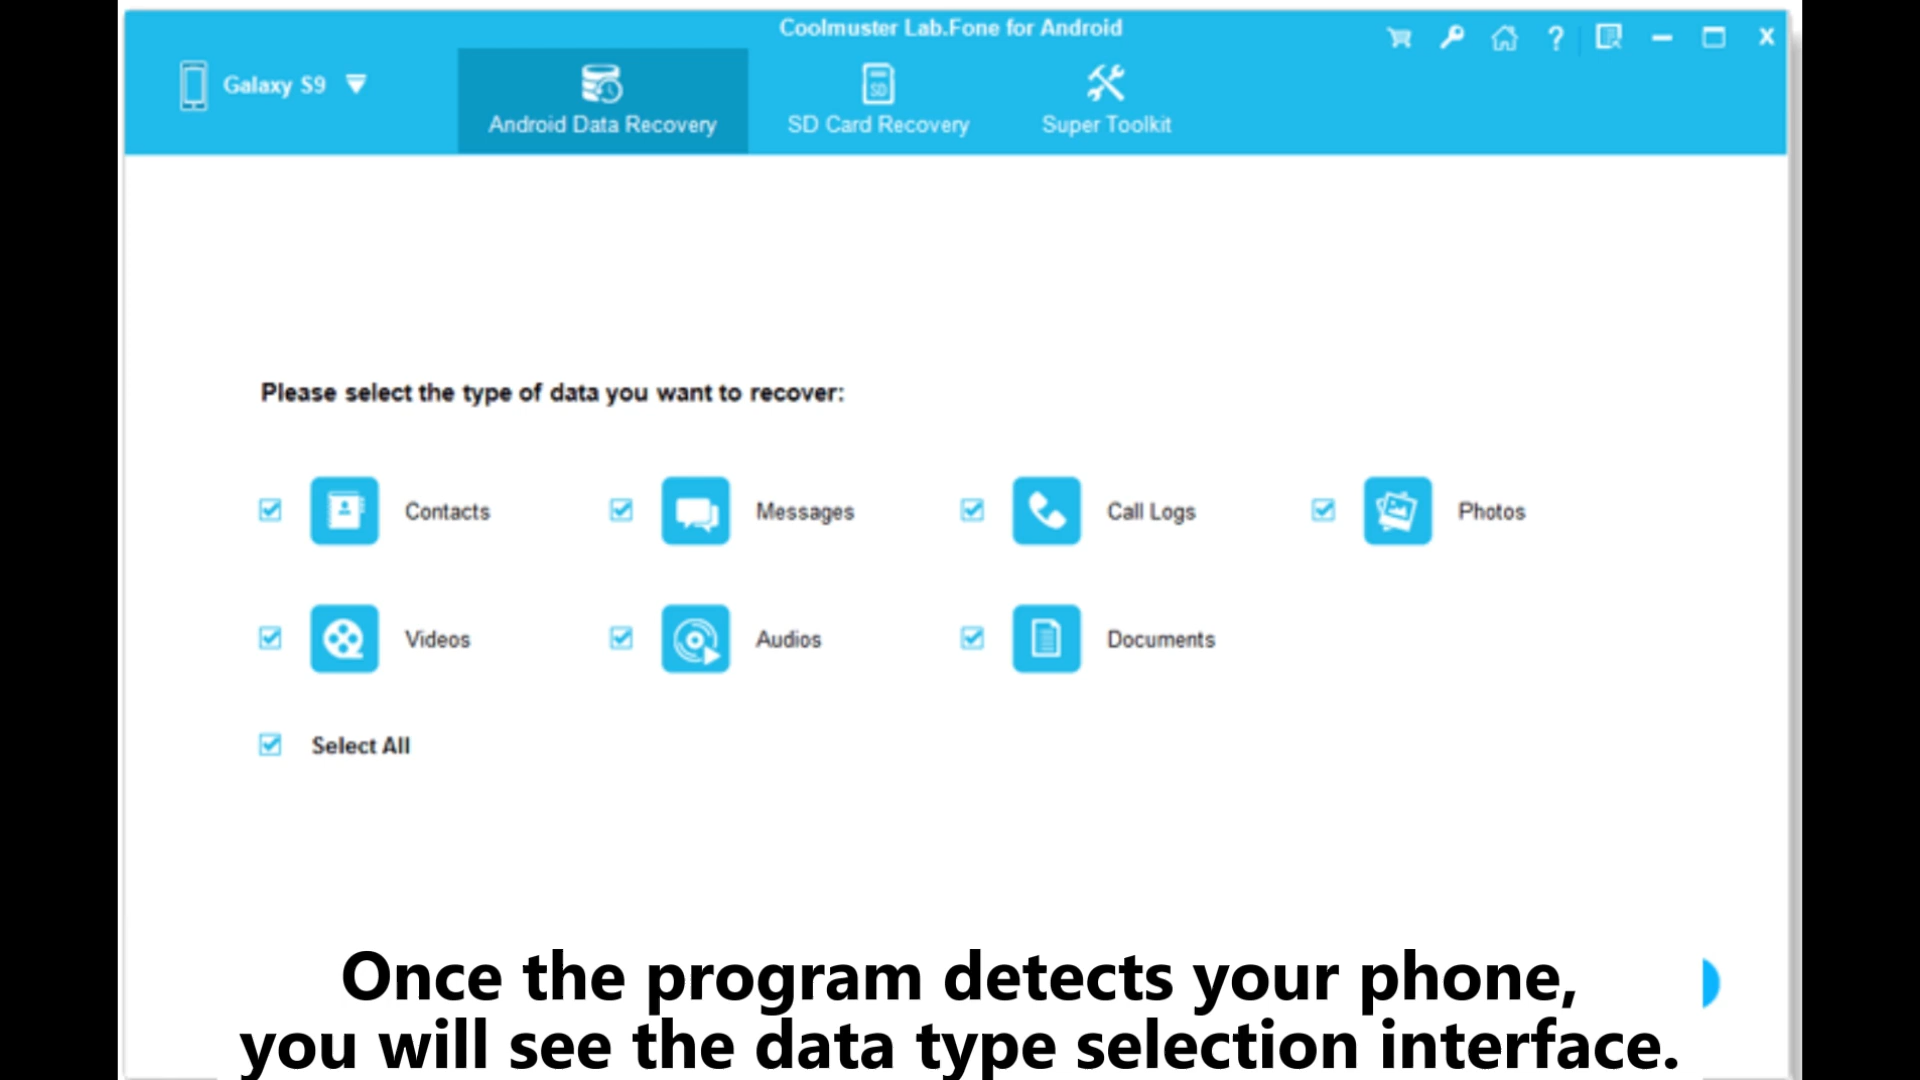 Coolmuster Lab.Fone for Android
Galaxy S9
Android Data Recovery
SD
SD Card Recovery
Super Toolkit
Please select the type of data you want to recover:
Contacts
Messages
Call Logs
Photos
Videos
Audios
Documents
Select All
Once the program detects your phone,
you will see the data type selection interface.